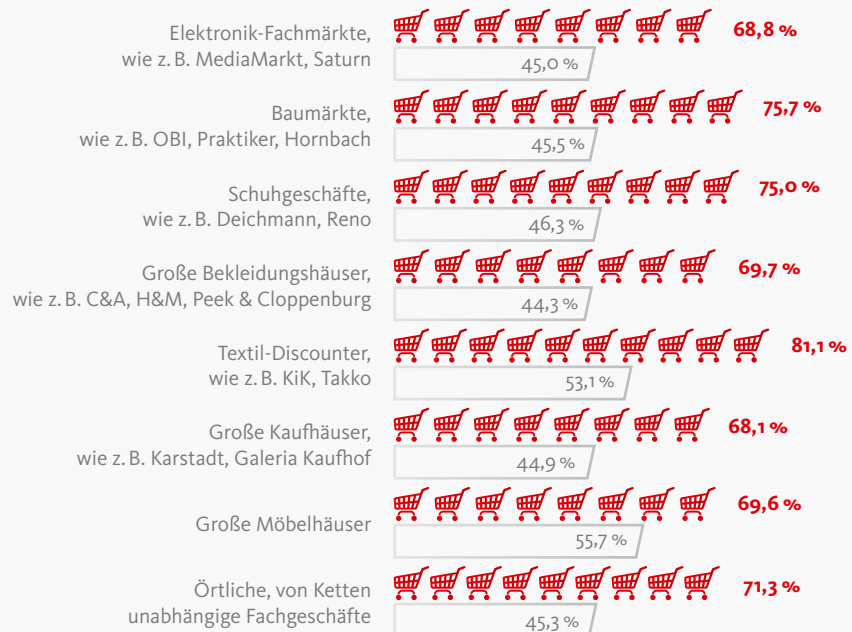 Elektronik-Fachmärkte,
wie z. B. MediaMarkt, Saturn
68,8 %
45,0 %
Baumärkte,
wie z. B. OBI, Praktiker, Hornbach
75,7 %
45,5 %
Schuhgeschäfte,
wie z. B. Deichmann, Reno
75,0 %
46,3 %
Große Bekleidungshäuser,
wie z. B. C&A, H&M, Peek & Cloppenburg
69,7 %
44,3 %
Textil-Discounter,
wie z. B. KiK, Takko
81,1 %
53,1 %
Große Kaufhäuser,
wie z. B. Karstadt, Galeria Kaufhof
68,1 %
44,9 %
Große Möbelhäuser
69,6 %
55,7 %
Örtliche, von Ketten
unabhängige Fachgeschäfte
71,3 %
45,3 %